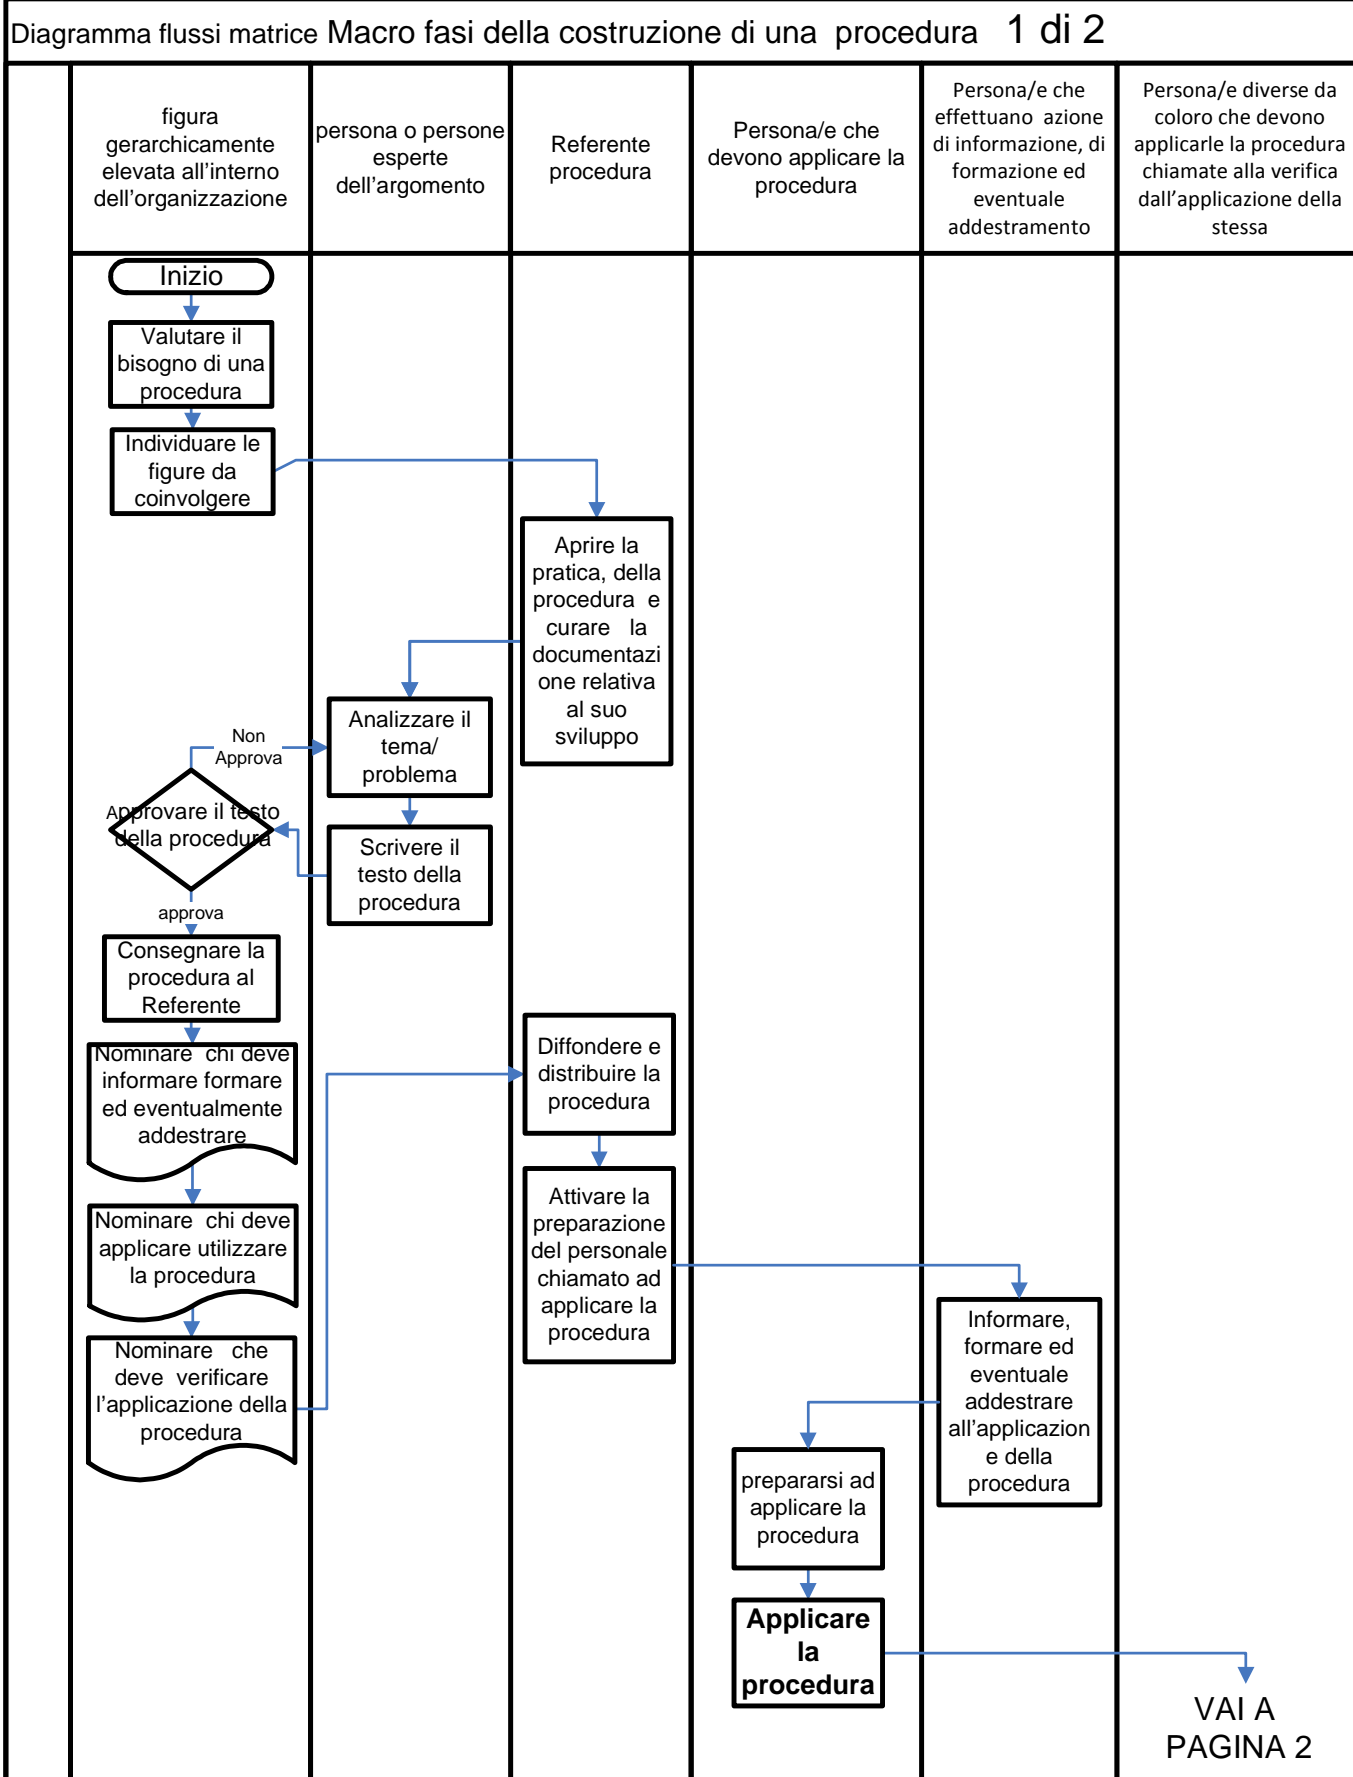 Diagramma flussi matrice Macro fasi della costruzione di una procedura 1 di 2
figura
gerarchicamente
elevata all'interno
dell'organizzazione
persona o persone
esperte
dell'argomento
Referente
procedura
Persona/e che
devono applicare la
procedura
Persona/e che
effettuano azione
di informazione, di
formazione ed
eventuale
addestramento
Persona/e diverse da
coloro che devono
applicarle la procedura
chiamate alla verifica
dall'applicazione della
stessa
Inizio
Valutare il
bisogno di una
procedura
Individuare le
figure da
coinvolgere
Aprire la
pratica, della
procedura e
curare la
documentazi
one relativa
al suo
sviluppo
Analizzare il
tema/
problema
Non
Approva
Approvare il testo
della procedura
Scrivere il
testo della
procedura
approva
Consegnare la
procedura al
Referente
Nominare chi deve
informare formare
ed eventualmente
addestrare
Diffondere e
distribuire la
procedura
Nominare chi deve
applicare utilizzare
la procedura
Attivare la
preparazione
del personale
chiamato ad
applicare la
procedura
Nominare che
deve verificare
l'applicazione della
procedura
Informare,
formare ed
eventuale
addestrare
all'applicazion
e della
procedura
prepararsi ad
applicare la
procedura
Applicare
la
procedura
VAI A
PAGINA 2